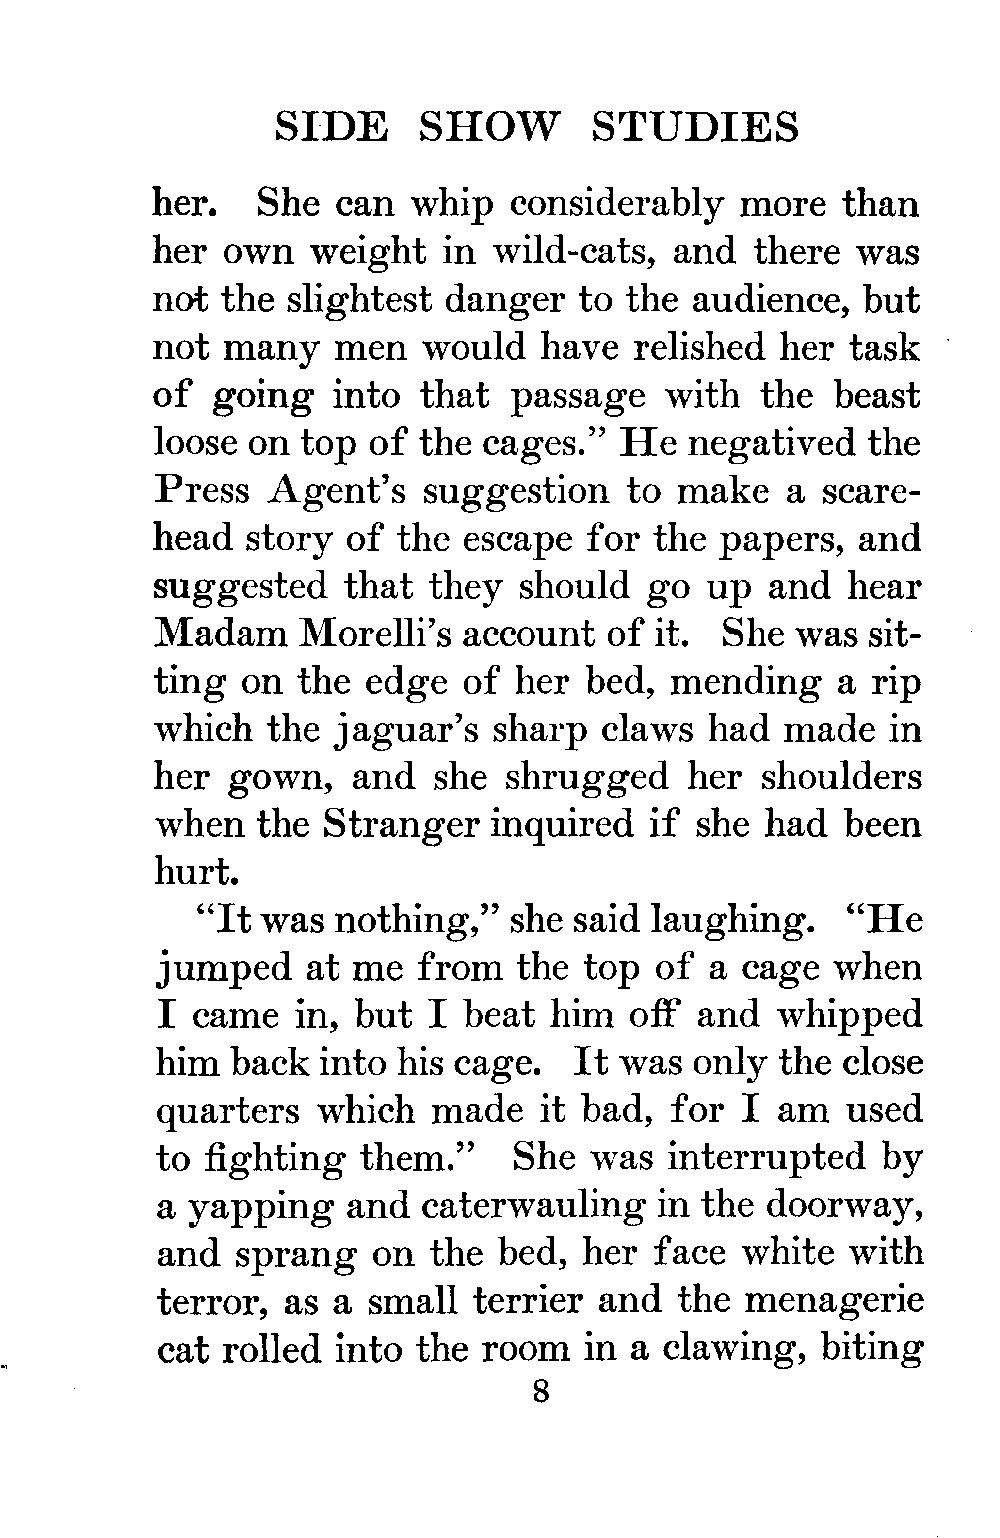 SIDE SHOW STUDIES
her. She can whip considerably more than
her own weight in wild-cats, and there was
not the slightest danger to the audience, but
not many men would have relished her task
of going into that passage with the beast
loose on top of the cages.” He negatived the
Press Agent’s suggestion to make a scare-
head story of the escape for the papers, and
suggested that they should go up and hear
Madam Morelli’s account of it. She was sit-
ting on the edge of her bed, mending a rip
which the jaguar’s sharp claws had made in
her gown, and she shrugged her shoulders
when the Stranger inquired if she had been
hurt.
“It was nothing,” she said laughing. “He
jumped at me from the top of a cage when
I came in, but I beat him off and whipped
him back into his cage. It was only the close
quarters which made it bad, for I am used
to fighting them.” She was interrupted by
a yapping and caterwauling in the doorway,
and sprang on the bed, her face white with
terror, as a small terrier and the menagerie
cat rolled into the room in a clawing, biting
8